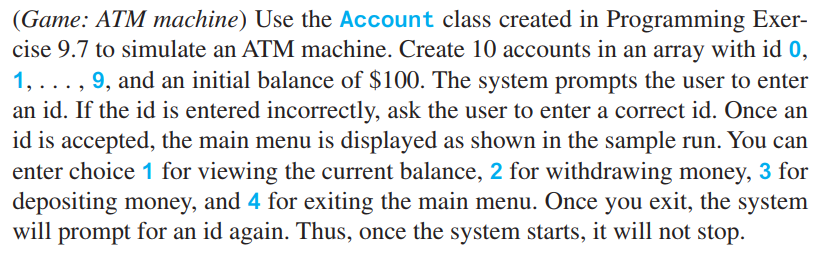 (Game: ATM machine) Use the Account class created in Programming Exer-
cise 9.7 to simulate an ATM machine. Create 10 accounts in an array with id 0,
1, . . . , 9, and an initial balance of $100. The system prompts the user to enter
an id. If the id is entered incorrectly, ask the user to enter a correct id. Once an
id is accepted, the main menu is displayed as shown in the sample run. You can
enter choice 1 for viewing the current balance, 2 for withdrawing money, 3 for
depositing money, and 4 for exiting the main menu. Once you exit, the system
will prompt for an id again. Thus, once the system starts, it will not stop.